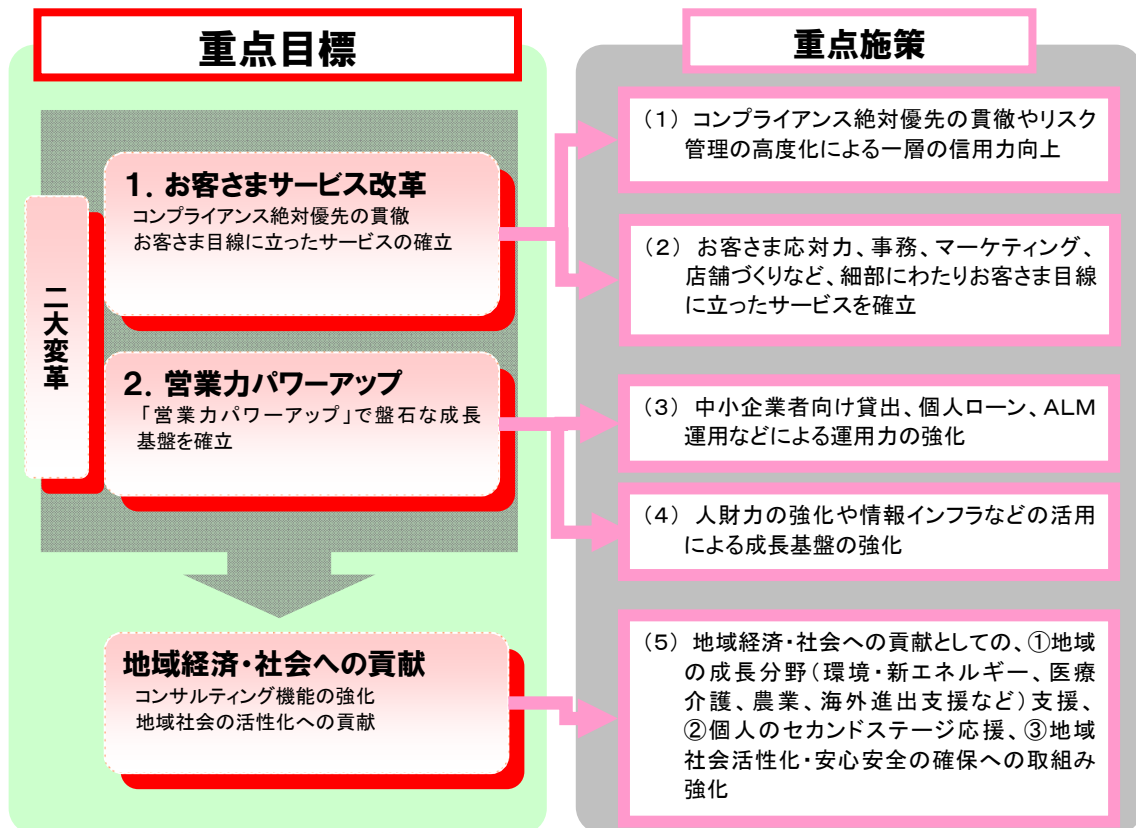 重点目標
二大変革
1. お客さまサービス改革
コンプライアンス絶対優先の貫徹
お客さま目線に立ったサービスの確立
2. 営業力パワーアップ
「営業力パワーアップ」で盤石な成長
基盤を確立
地域経済・社会への貢献
コンサルティング機能の強化
地域社会の活性化への貢献
重点施策
(1) コンプライアンス絶対優先の貫徹やリスク
管理の高度化による一層の信用力向上
(2) お客さま応対力、事務、マーケティング、
店舗づくりなど、細部にわたりお客さま目線
に立ったサービスを確立
(3) 中小企業者向け貸出、個人ローン、ALM
運用などによる運用力の強化
(4) 人財力の強化や情報インフラなどの活用
による成長基盤の強化
(5) 地域経済・社会への貢献としての、①地域
の成長分野(環境・新エネルギー、医療
介護、農業、海外進出支援など)支援、
②個人のセカンドステージ応援、③地域
社会活性化・安心安全の確保への取組み
強化